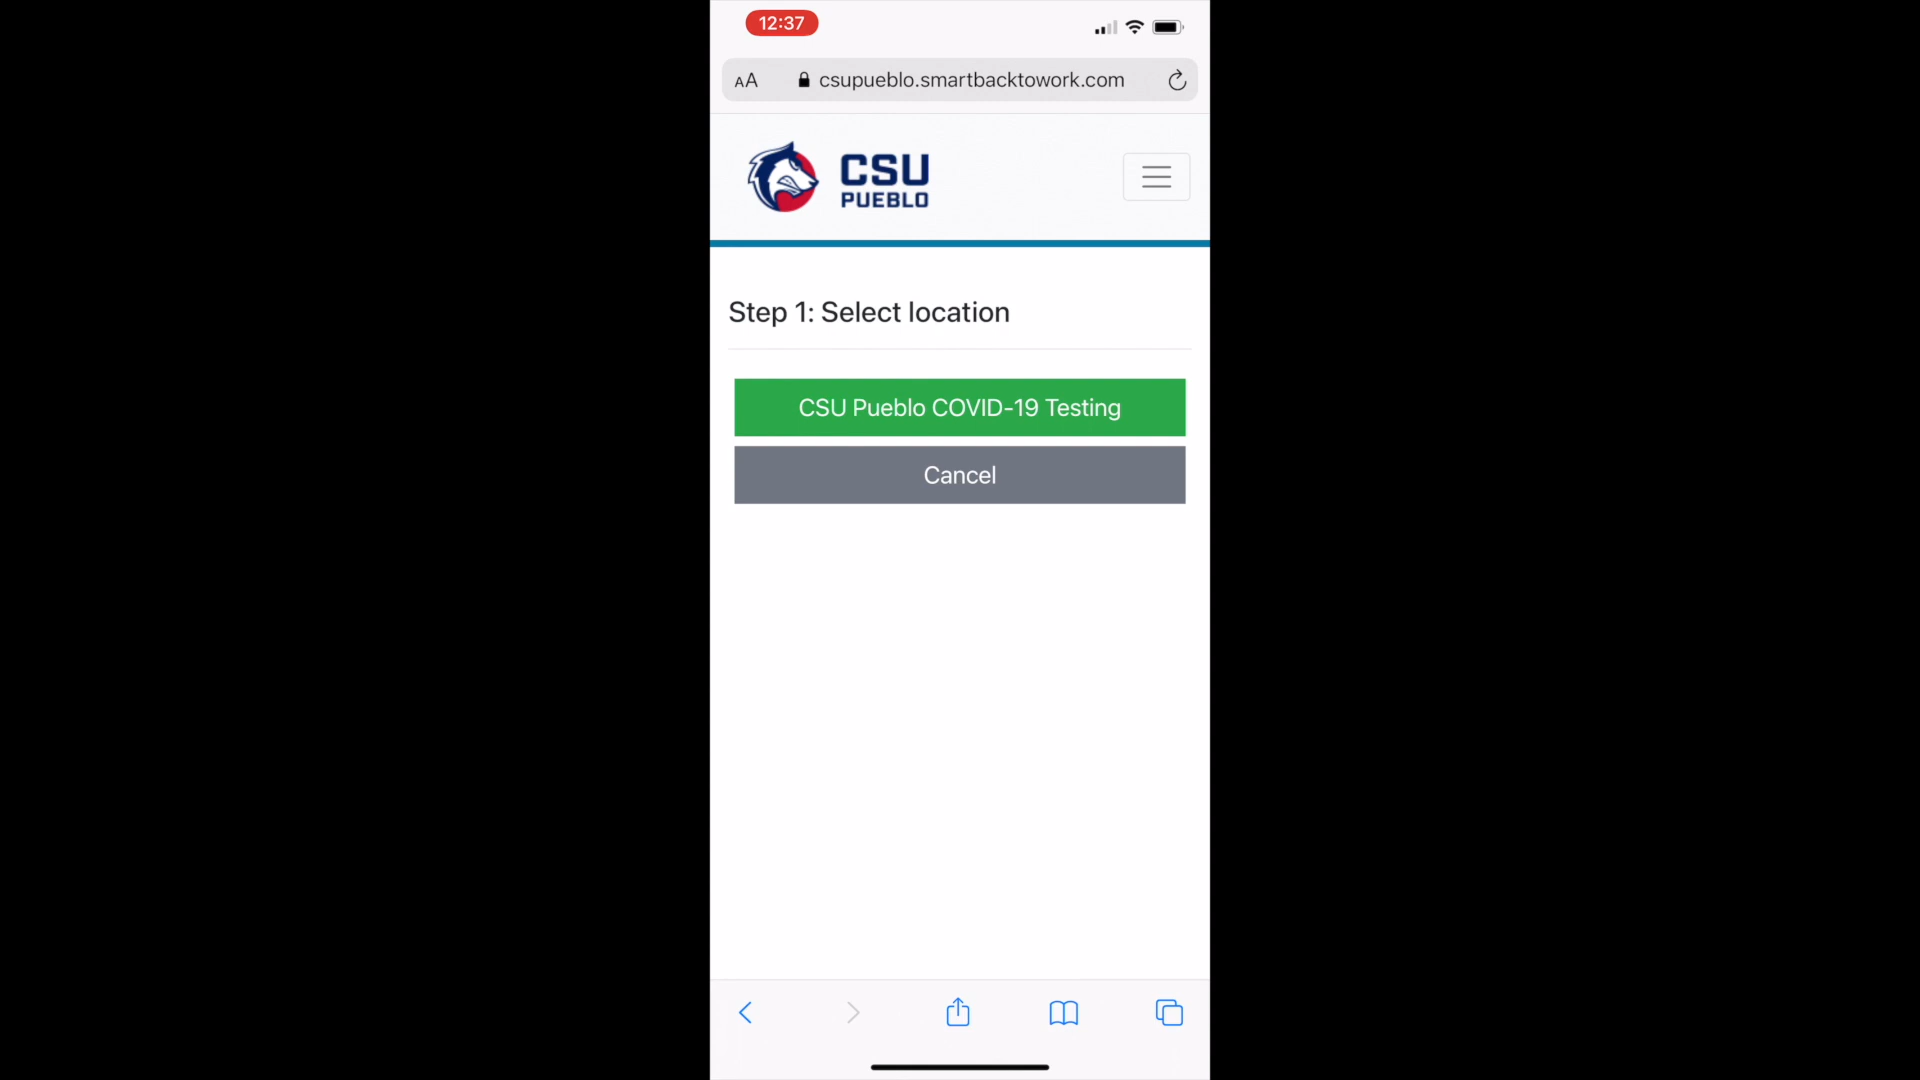 12:37
AA csupueblo.smartbacktowork.com
CSU
PUEBLO
Step 1: Select location
CSU Pueblo COVID-19 Testing
Cancel